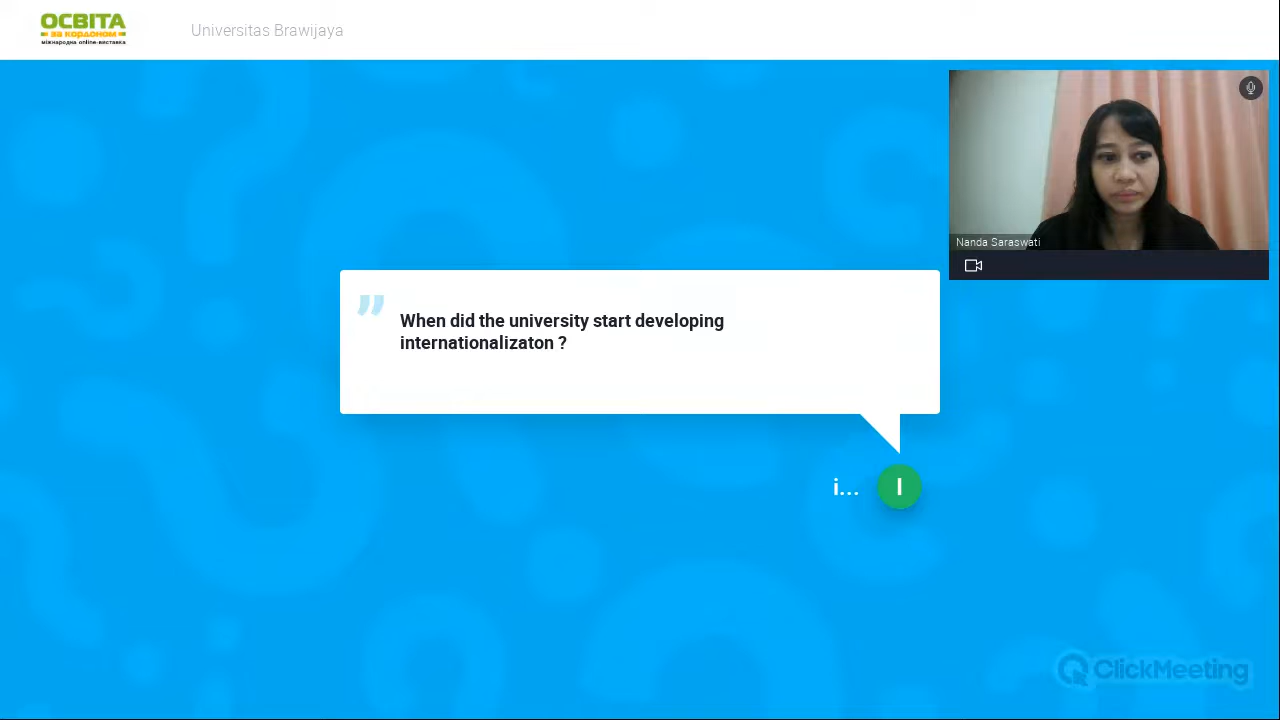 ОСВІТА
за кордоном
міжнародна online-виставка
Universitas Brawijaya
Nanda Saraswati
When did the university start developing
internationalizaton ?
i...
I
ClickMeeting